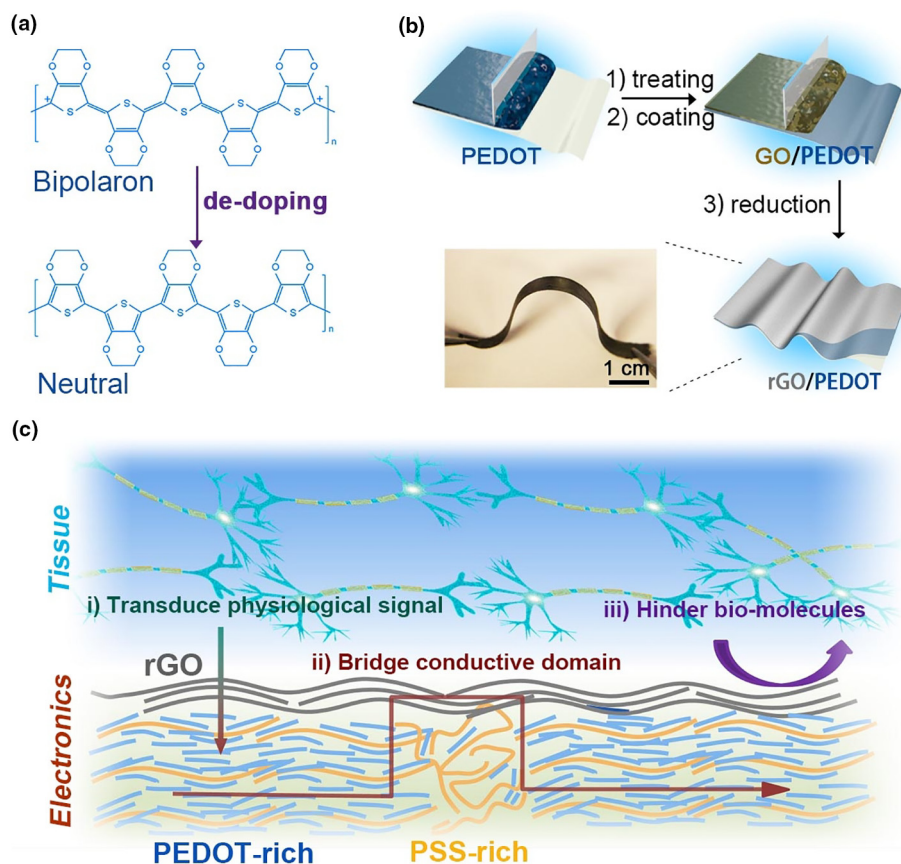 (a)
O O O O O O
S S
+ +
S S S
n
O O O O
Bipolaron
de-doping
O O O O O O
S S
S S S
n
O O O O
Neutral
(b)
PEDOT
1) treating
2) coating
GO/PEDOT
3) reduction
1 cm
rGO/PEDOT
(c)
Tissue
i) Transduce physiological signal
iii) Hinder bio-molecules
rGO
ii) Bridge conductive domain
Electronics
PEDOT-rich
PSS-rich